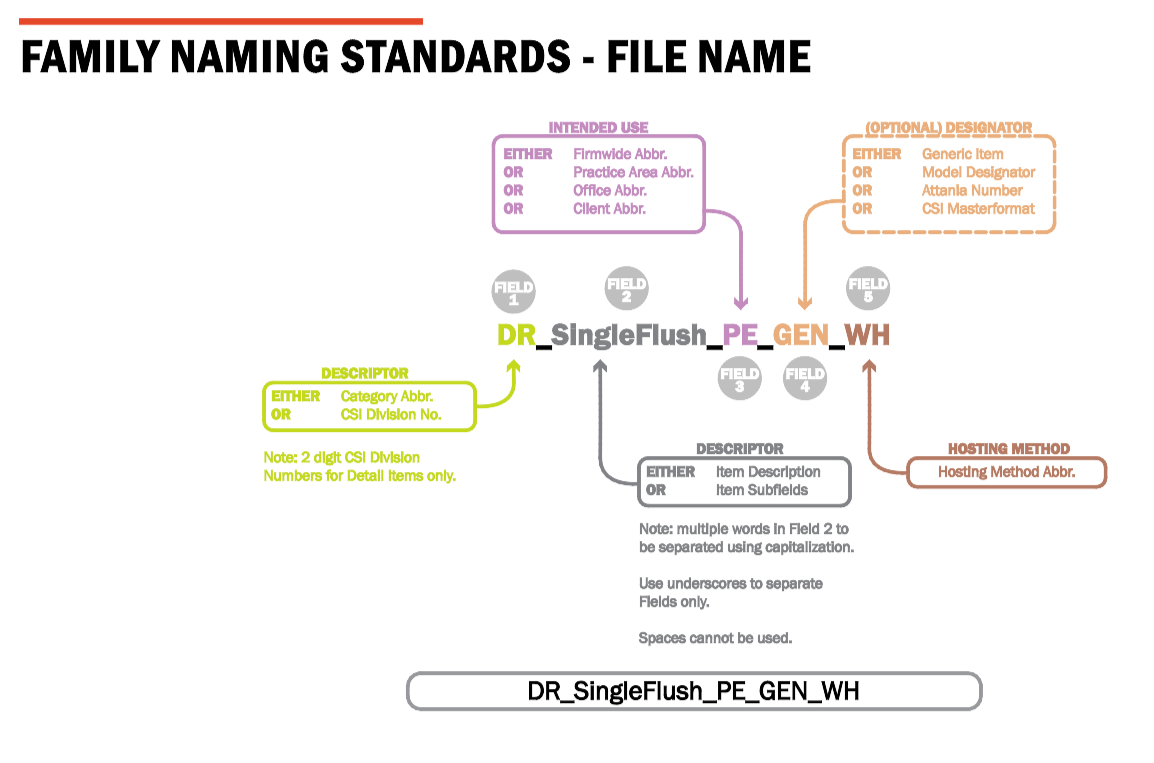 FAMILY NAMING STANDARDS - FILE NAME
INTENDED USE
EITHER Firmwide Abbr.
OR Practice Area Abbr.
OR Office Abbr.
OR Client Abbr.
(OPTIONAL) DESIGNATOR
EITHER Generic Item
OR Model Designator
OR Attania Number
OR CSI Masterformat
FIELD 1
FIELD 2
FIELD 5
DR_SingleFlush_PE_GEN_WH
FIELD 3
FIELD 4
DESCRIPTOR
EITHER Category Abbr.
OR CSI Division No.
Note: 2 digit CSI Division
Numbers for Detail Items only.
DESCRIPTOR
EITHER Item Description
OR Item Subfields
Note: multiple words in Field 2 to
be separated using capitalization.
Use underscores to separate
Fields only.
Spaces cannot be used.
HOSTING METHOD
Hosting Method Abbr.
DR_SingleFlush_PE_GEN_WH